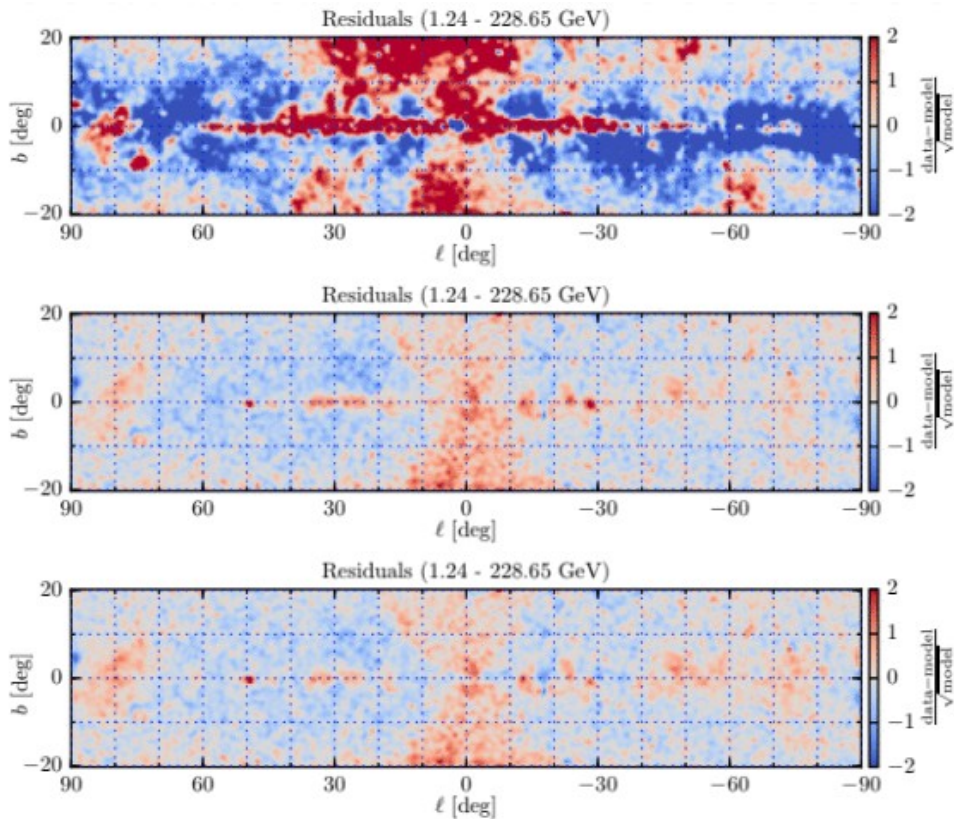 Residuals (1.24 - 228.65 GeV)
20
0
−20
b [deg]
90 60 30 0 −30 −60 −90
ℓ [deg]
2
1
0
−1
−2
data−model
√model
Residuals (1.24 - 228.65 GeV)
20
0
−20
b [deg]
90 60 30 0 −30 −60 −90
ℓ [deg]
2
1
0
−1
−2
data−model
√model
Residuals (1.24 - 228.65 GeV)
20
0
−20
b [deg]
90 60 30 0 −30 −60 −90
ℓ [deg]
2
1
0
−1
−2
data−model
√model